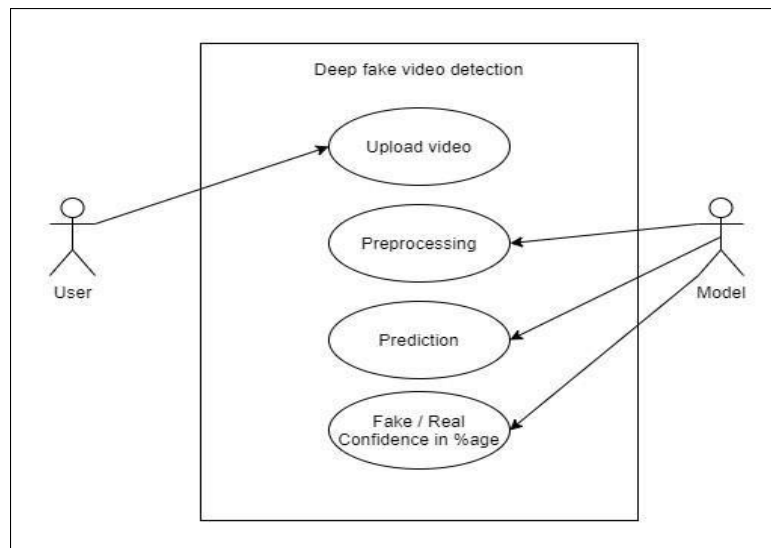 Deep fake video detection
Upload video
Preprocessing
User
Model
Prediction
Fake / Real
Confidence in %age